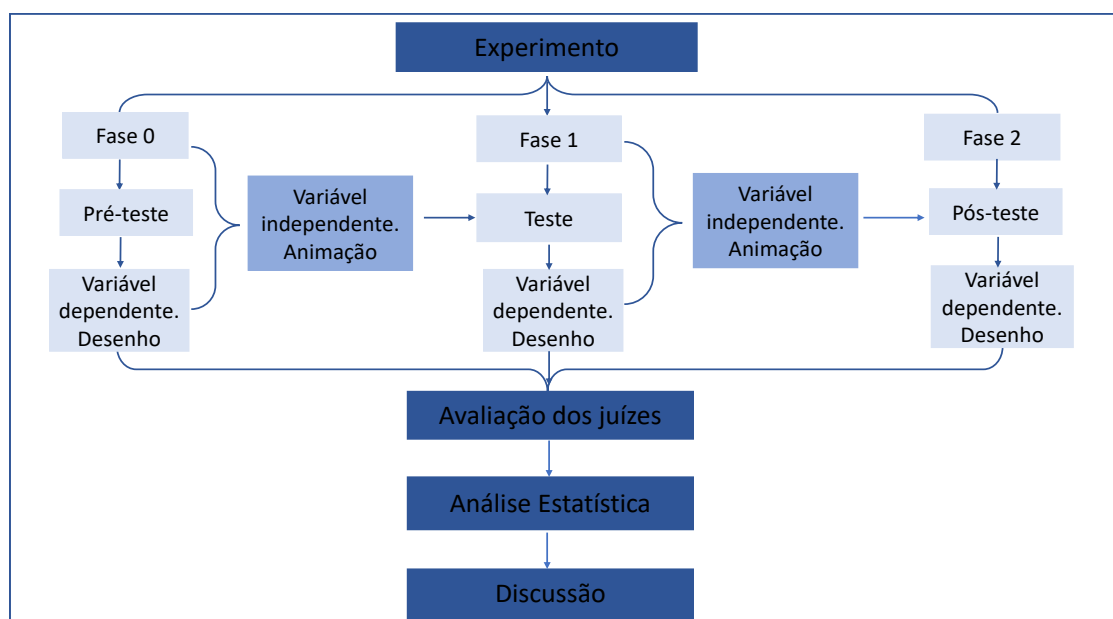 Experimento
Fase 0
Fase 1
Fase 2
Pré-teste
Variável
independente.
Animação
Teste
Variável
independente.
Animação
Pós-teste
Variável
dependente.
Desenho
Variável
dependente.
Desenho
Variável
dependente.
Desenho
Avaliação dos juízes
Análise Estatística
Discussão